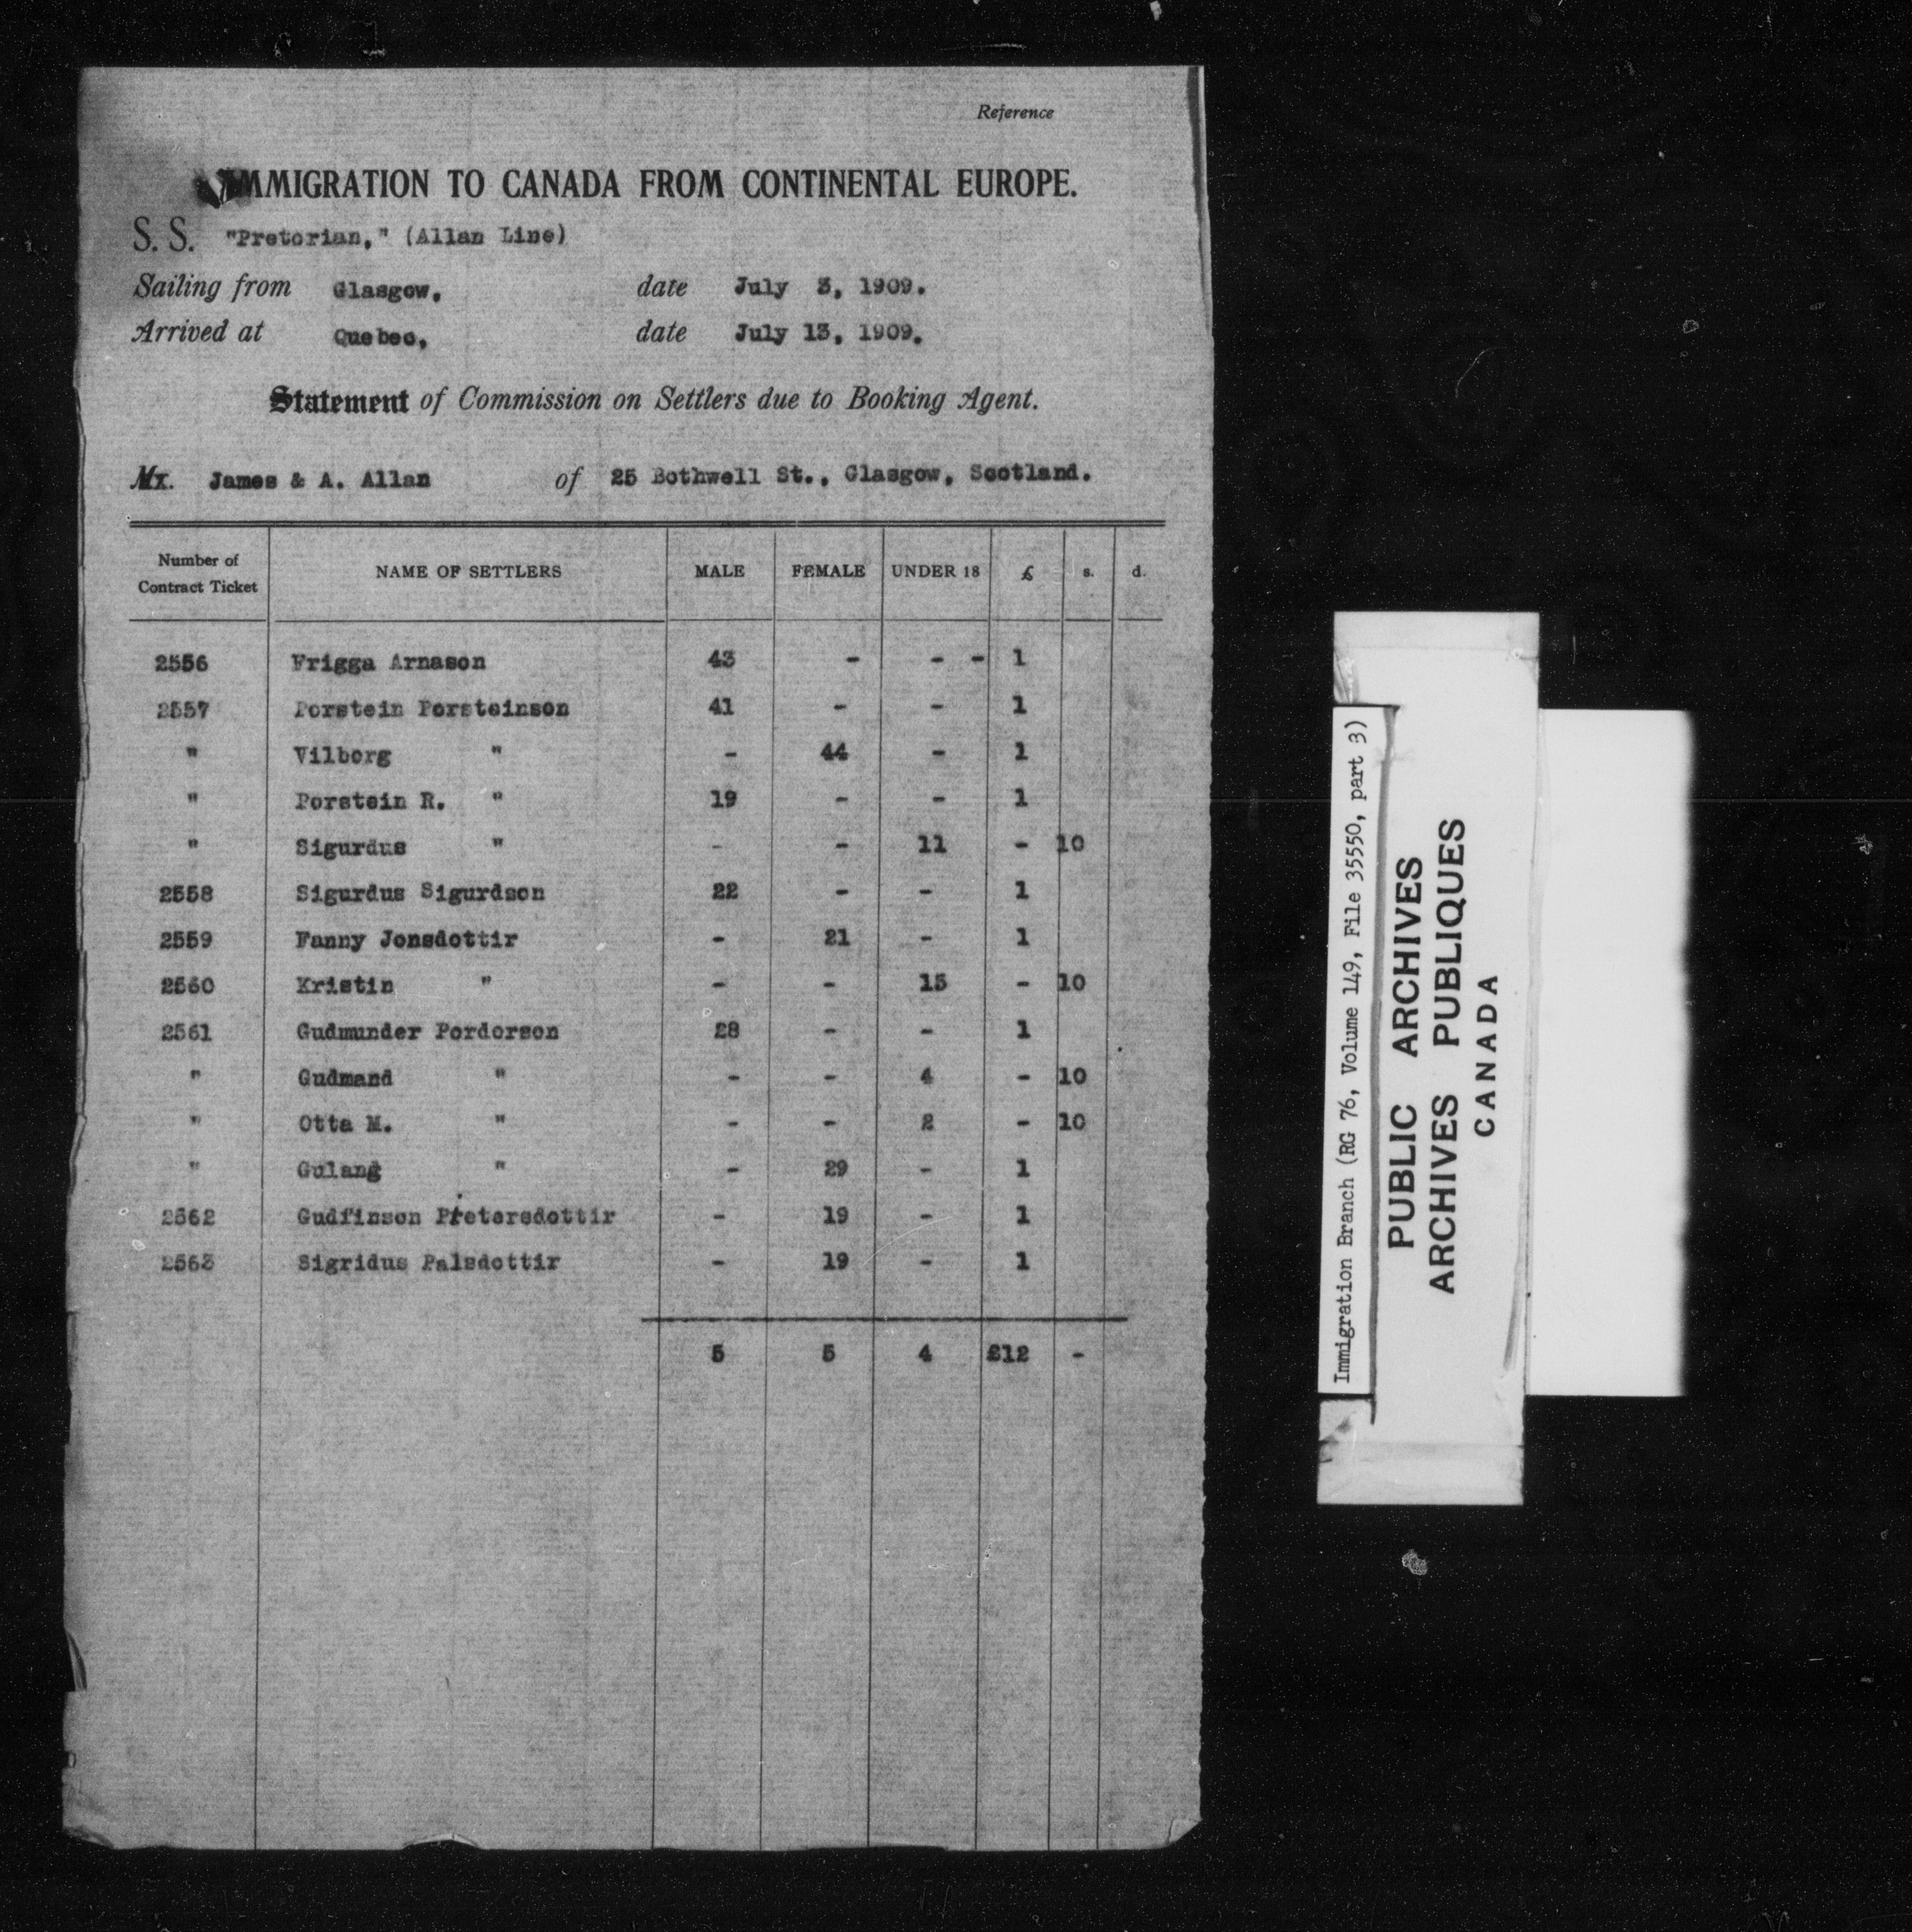 Reference
IMMIGRATION TO CANADA FROM CONTINENTAL EUROPE.
S. S. "Pretorian," (Allan Line)
Sailing from Glasgow, date July 3, 1909.
Arrived at Quebec, date July 13, 1909.
Statement of Commission on Settlers due to Booking Agent.
Mr. James & A. Allan of 25 Bothwell St., Glasgow, Scotland.
Number of Contract Ticket NAME OF SETTLERS MALE FEMALE UNDER 18 £ s. d.
2556 Frigga Arnason 43 - - - 1
2557 Porstein Porsteinson 41 - - 1
" Vilborg " - 44 - 1
" Porstein R. " 19 - - 1
" Sigurdus " - - 11 - 10
2558 Sigurdus Sigurdson 22 - - 1
2559 Fanny Jonsdottir - 21 - 1
2560 Kristin " - - 15 - 10
2561 Gudmunder Pordorson 28 - - 1
" Gudmand " - - 4 - 10
" Otta M. " - - 2 - 10
" Gulang " - 29 - 1
2562 Gudfinson Pretersdottir - 19 - 1
2563 Sigridus Palsdottir - 19 - 1
5 5 4 £12 -
Immigration Branch (RG 76, Volume 149, File 35550, part 3)
PUBLIC ARCHIVES
ARCHIVES PUBLIQUES
CANADA